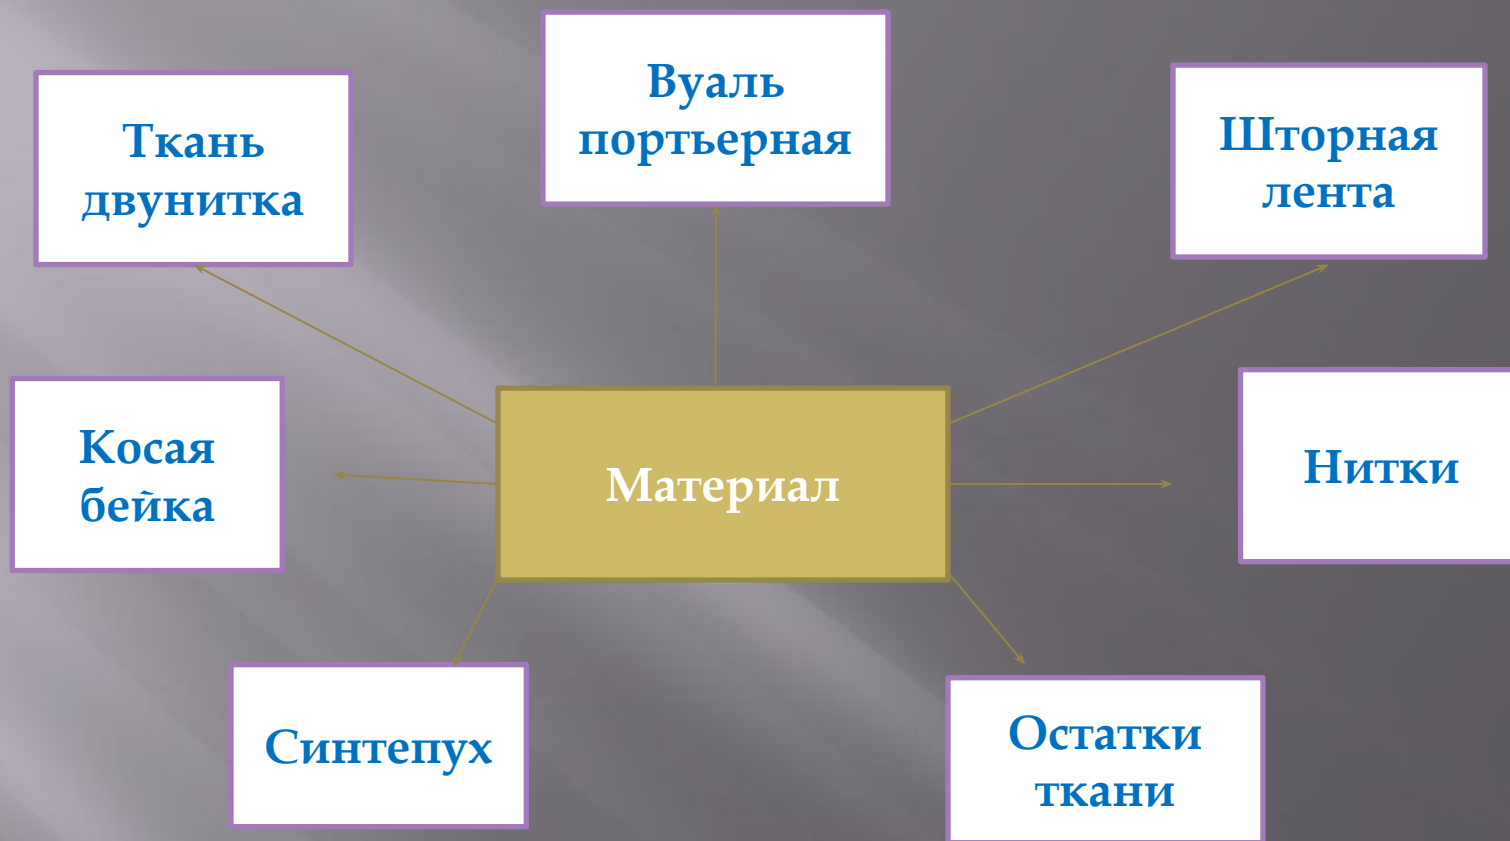 Вуаль
портьерная
Ткань
двунитка
Шторная
лента
Косая
бейка
Материал
Нитки
Синтепух
Остатки
ткани